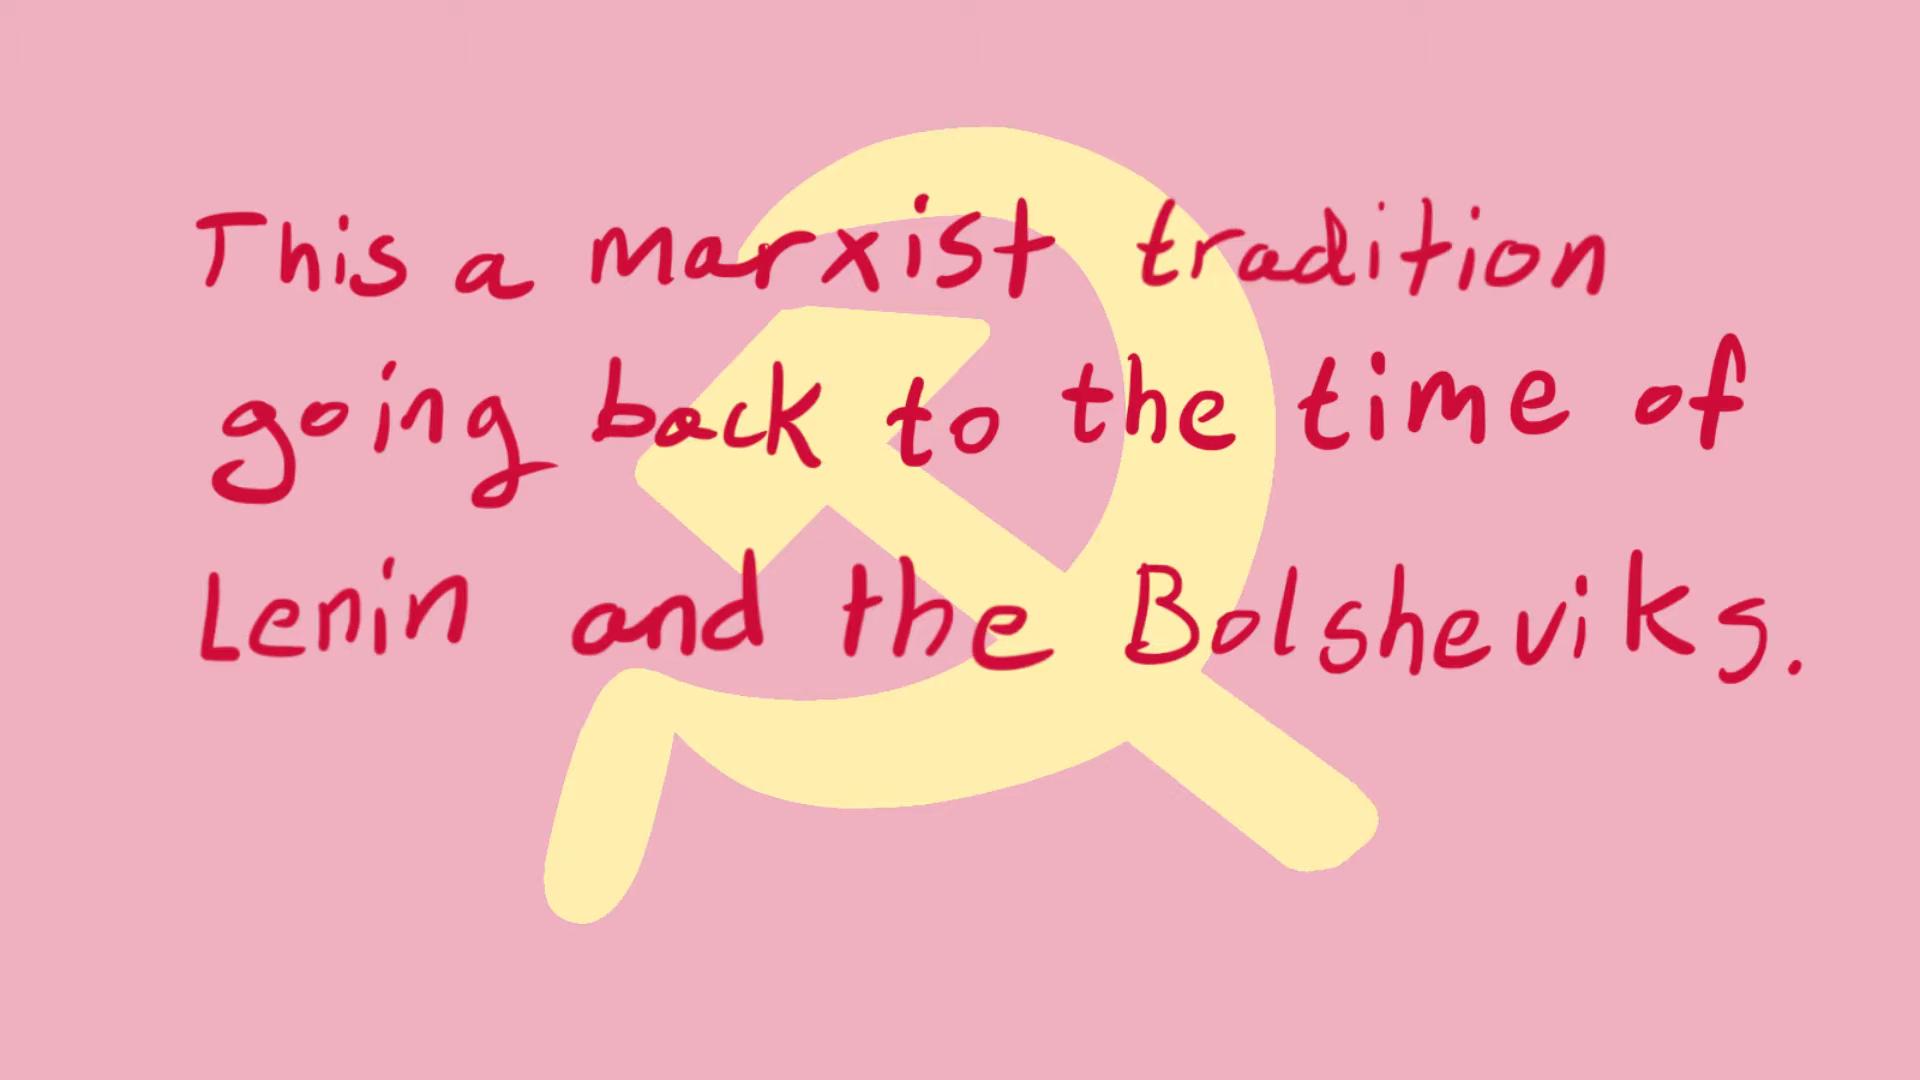 This a marxist tradition
going back to the time of
Lenin and the Bolsheviks.